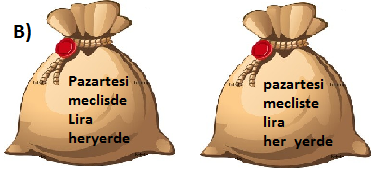 B)
Pazartesi
meclisde
Lira
heryerde
pazartesi
mecliste
lira
her yerde